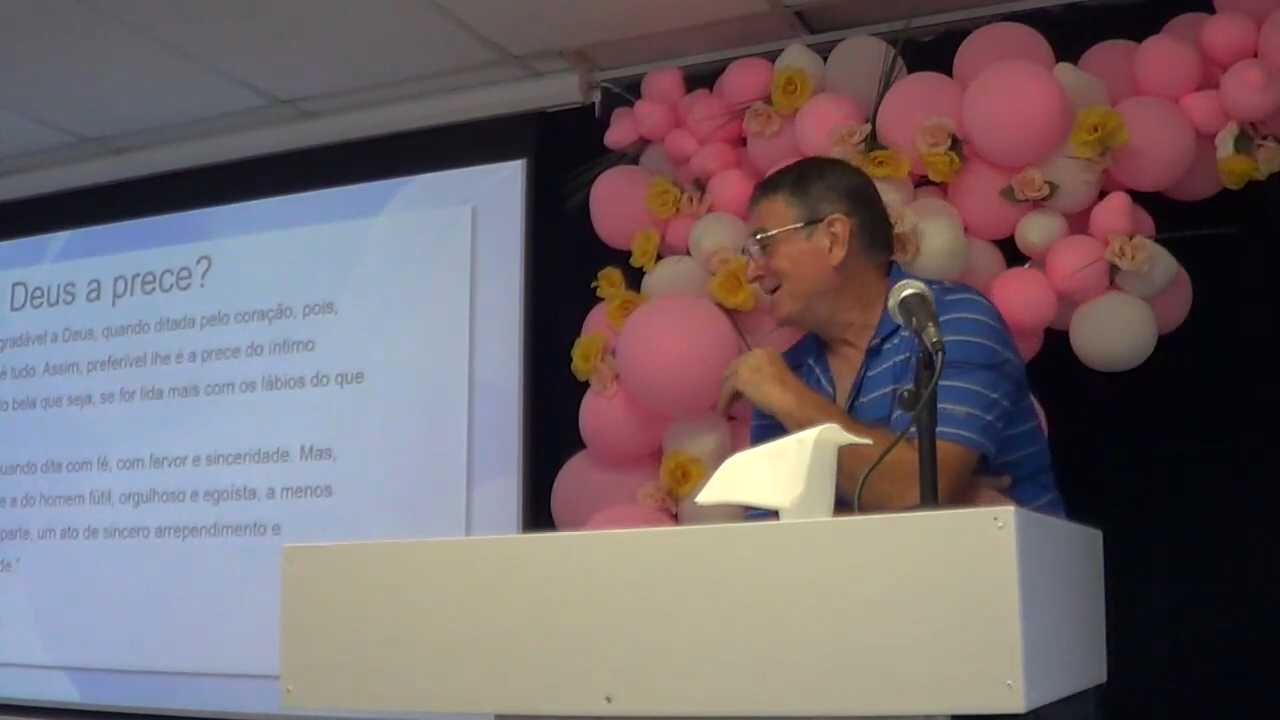 Deus a prece?
gradável a Deus, quando ditada pelo coração, pois,
é tudo. Assim, preferível lhe é a prece do íntimo
to bela que seja, se for lida mais com os lábios do que
uando dita com fé, com fervor e sinceridade. Mas,
e a do homem fútil, orgulhoso e egoísta, a menos
parte, um ato de sincero arrependimento e
de."